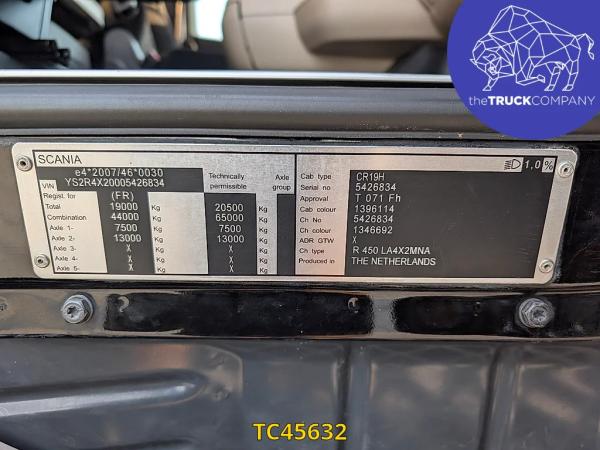 theTRUCKCOMPANY
SCANIA
1,0%
e4*2007/46*0030
VIN YS2R4X20005426834
Technically permissible
Axle group
Regist. for (FR)
Total 19000 Kg 20500 Kg
Combination 44000 Kg 65000 Kg
Axle 1- 7500 Kg 7500 Kg
Axle 2- 13000 Kg 13000 Kg
Axle 3- X Kg X Kg
Axle 4- X Kg X Kg
Axle 5- X Kg X Kg
Cab type CR19H
Serial no 5426834
Approval T 071 Fh
Cab colour 1396114
Ch No 5426834
Ch colour 1346692
ADR GTW X
Ch type R 450 LA4X2MNA
Produced in THE NETHERLANDS
TC45632